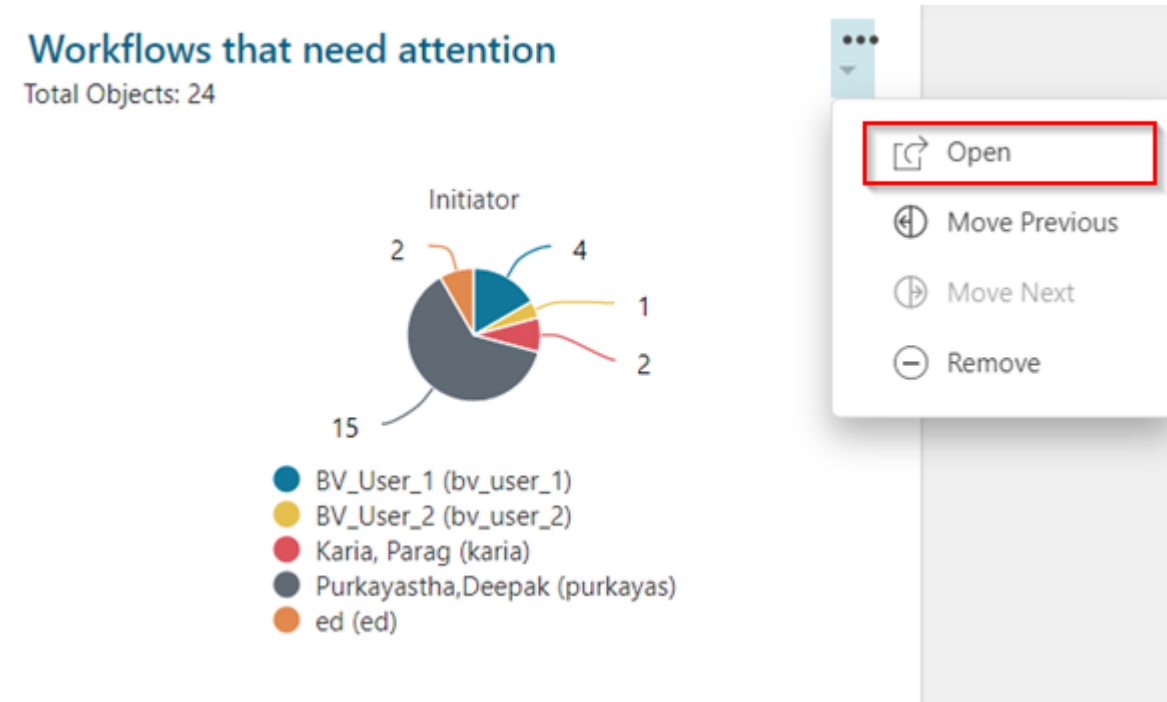 Workflows that need attention
Total Objects: 24
Open
Move Previous
Move Next
Remove
Initiator
2
4
1
2
15
BV_User_1 (bv_user_1)
BV_User_2 (bv_user_2)
Karia, Parag (karia)
Purkayastha,Deepak (purkayas)
ed (ed)